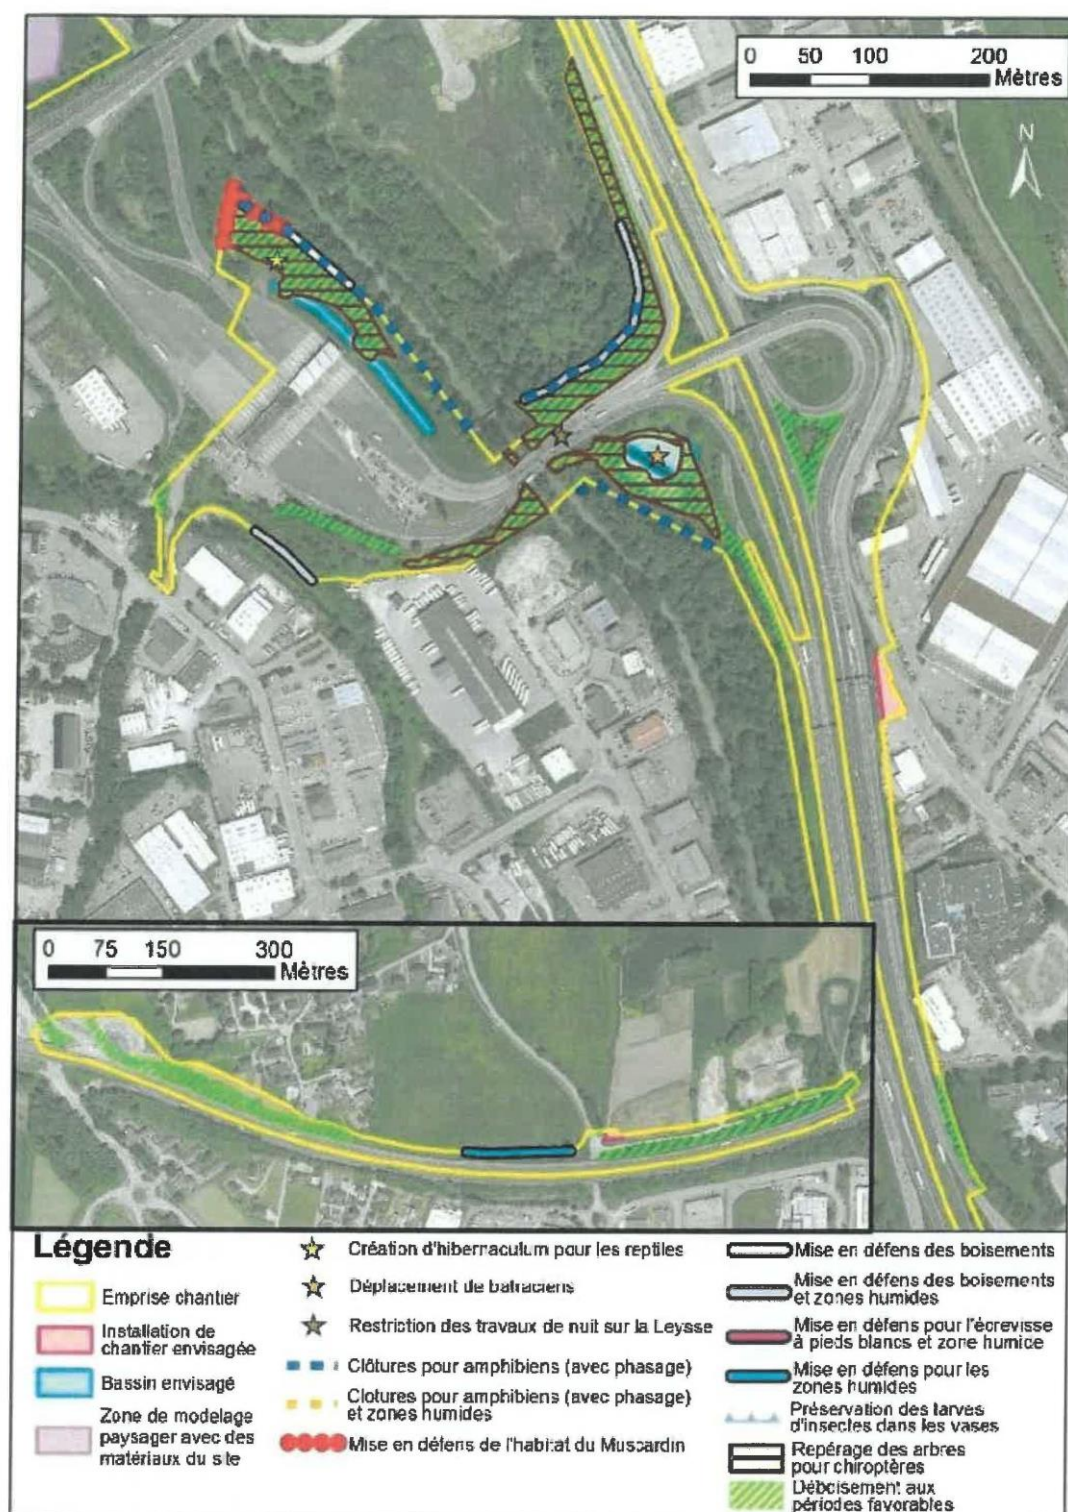 0 50 100 200
Mètres
N
0 75 150 300
Mètres
Légende
Emprise chantier
Installation de
chantier envisagée
Bassin envisagé
Zone de modelage
paysager avec des
matériaux du site
Création d'hibernaculum pour les reptiles
Déplacement de batraciens
Restriction des travaux de nuit sur la Leysse
Clôtures pour amphibiens (avec phasage)
Clotures pour amphibiens (avec phasage)
et zones humides
Mise en défens de l'habitat du Muscardin
Mise en défens des boisements
Mise en défens des boisements
et zones humides
Mise en défens pour l'écrevisse
à pieds blancs et zone humice
Mise en défens pour les
zones humides
Préservation des larves
d'insectes dans les vases
Repérage des arbres
pour chiroptères
Déboisement aux
périodes favorables